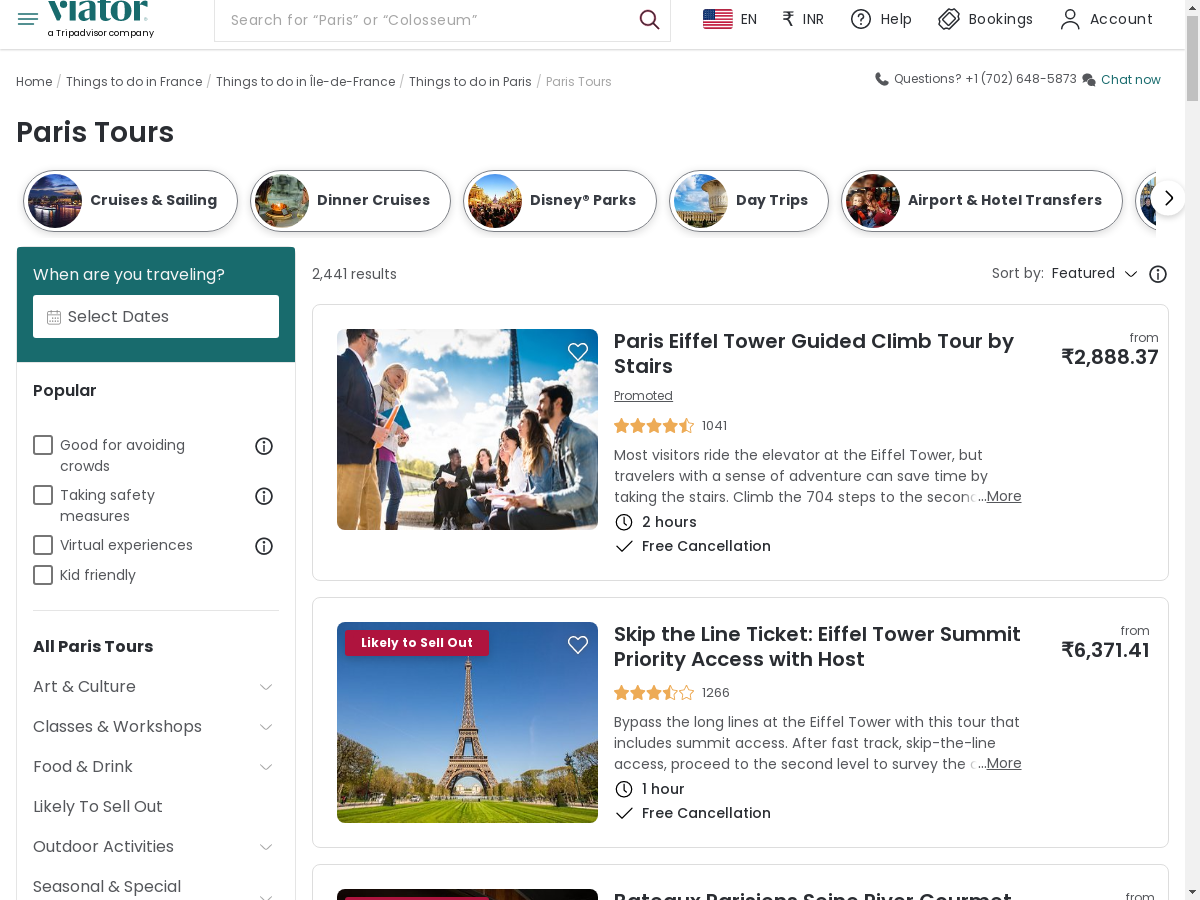 viator
a Tripadvisor company
Search for “Paris” or “Colosseum”
EN
₹ INR
Help
Bookings
Account
Home / Things to do in France / Things to do in Île-de-France / Things to do in Paris / Paris Tours
Questions? +1 (702) 648-5873
Chat now
Paris Tours
Cruises & Sailing
Dinner Cruises
Disney® Parks
Day Trips
Airport & Hotel Transfers
When are you traveling?
Select Dates
Popular
Good for avoiding
crowds
Taking safety
measures
Virtual experiences
Kid friendly
All Paris Tours
Art & Culture
Classes & Workshops
Food & Drink
Likely To Sell Out
Outdoor Activities
Seasonal & Special
2,441 results
Sort by: Featured
Paris Eiffel Tower Guided Climb Tour by
Stairs
from
₹2,888.37
Promoted
1041
Most visitors ride the elevator at the Eiffel Tower, but
travelers with a sense of adventure can save time by
taking the stairs. Climb the 704 steps to the secon ...More
2 hours
Free Cancellation
Likely to Sell Out
Skip the Line Ticket: Eiffel Tower Summit
Priority Access with Host
from
₹6,371.41
1266
Bypass the long lines at the Eiffel Tower with this tour that
includes summit access. After fast track, skip-the-line
access, proceed to the second level to survey the ...More
1 hour
Free Cancellation
Bateaux Parisiens Seine River Gourmet
from